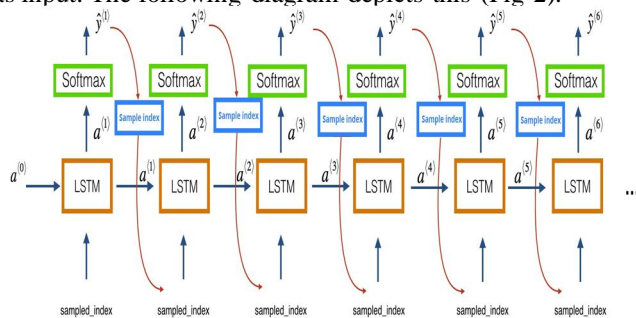 as input. The following diagram depicts this (Fig 2).
ŷ⁽¹⁾ ŷ⁽²⁾ ŷ⁽³⁾ ŷ⁽⁴⁾ ŷ⁽⁵⁾ ŷ⁽⁶⁾
Softmax Softmax Softmax Softmax Softmax Softmax
Sample index Sample index Sample index Sample index Sample index
a⁽¹⁾ a⁽²⁾ a⁽³⁾ a⁽⁴⁾ a⁽⁵⁾ a⁽⁶⁾
a⁽⁰⁾ a⁽¹⁾ a⁽²⁾ a⁽³⁾ a⁽⁴⁾ a⁽⁵⁾
LSTM LSTM LSTM LSTM LSTM LSTM ...
sampled_index sampled_index sampled_index sampled_index sampled_index sampled_index